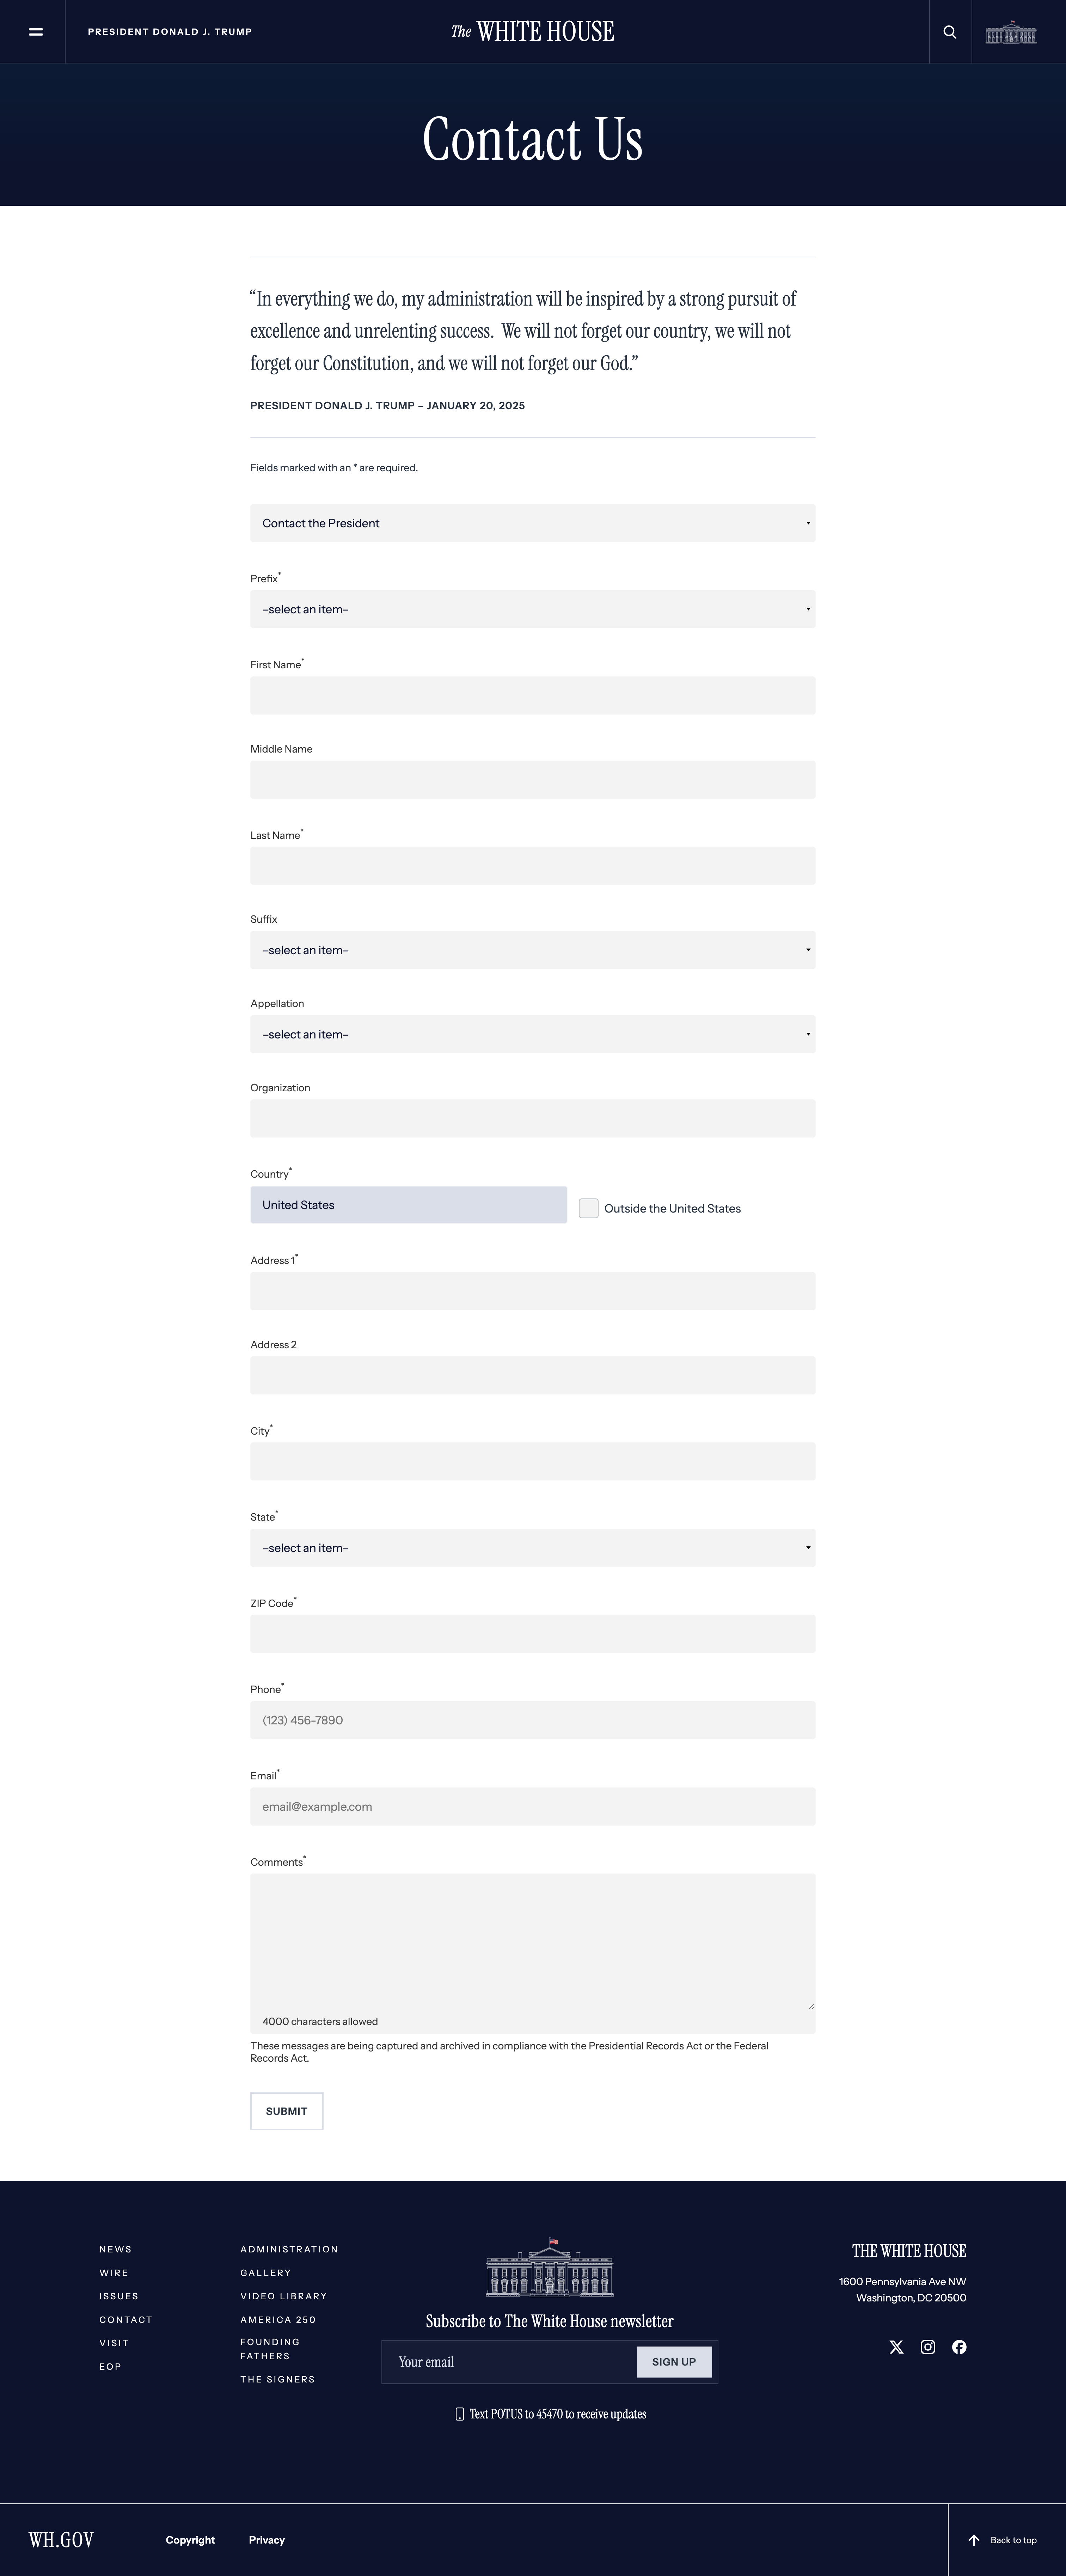 PRESIDENT DONALD J. TRUMP
The WHITE HOUSE
Contact Us
“In everything we do, my administration will be inspired by a strong pursuit of
excellence and unrelenting success.  We will not forget our country, we will not
forget our Constitution, and we will not forget our God.”
PRESIDENT DONALD J. TRUMP – JANUARY 20, 2025
Fields marked with an * are required.
Contact the President
Prefix*
–select an item–
First Name*
Middle Name
Last Name*
Suffix
–select an item–
Appellation
–select an item–
Organization
Country*
United States
Outside the United States
Address 1*
Address 2
City*
State*
–select an item–
ZIP Code*
Phone*
(123) 456-7890
Email*
email@example.com
Comments*
4000 characters allowed
These messages are being captured and archived in compliance with the Presidential Records Act or the Federal
Records Act.
SUBMIT
NEWS
WIRE
ISSUES
CONTACT
VISIT
EOP
ADMINISTRATION
GALLERY
VIDEO LIBRARY
AMERICA 250
FOUNDING
FATHERS
THE SIGNERS
Subscribe to The White House newsletter
Your email
SIGN UP
Text POTUS to 45470 to receive updates
THE WHITE HOUSE
1600 Pennsylvania Ave NW
Washington, DC 20500
WH.GOV
Copyright
Privacy
Back to top